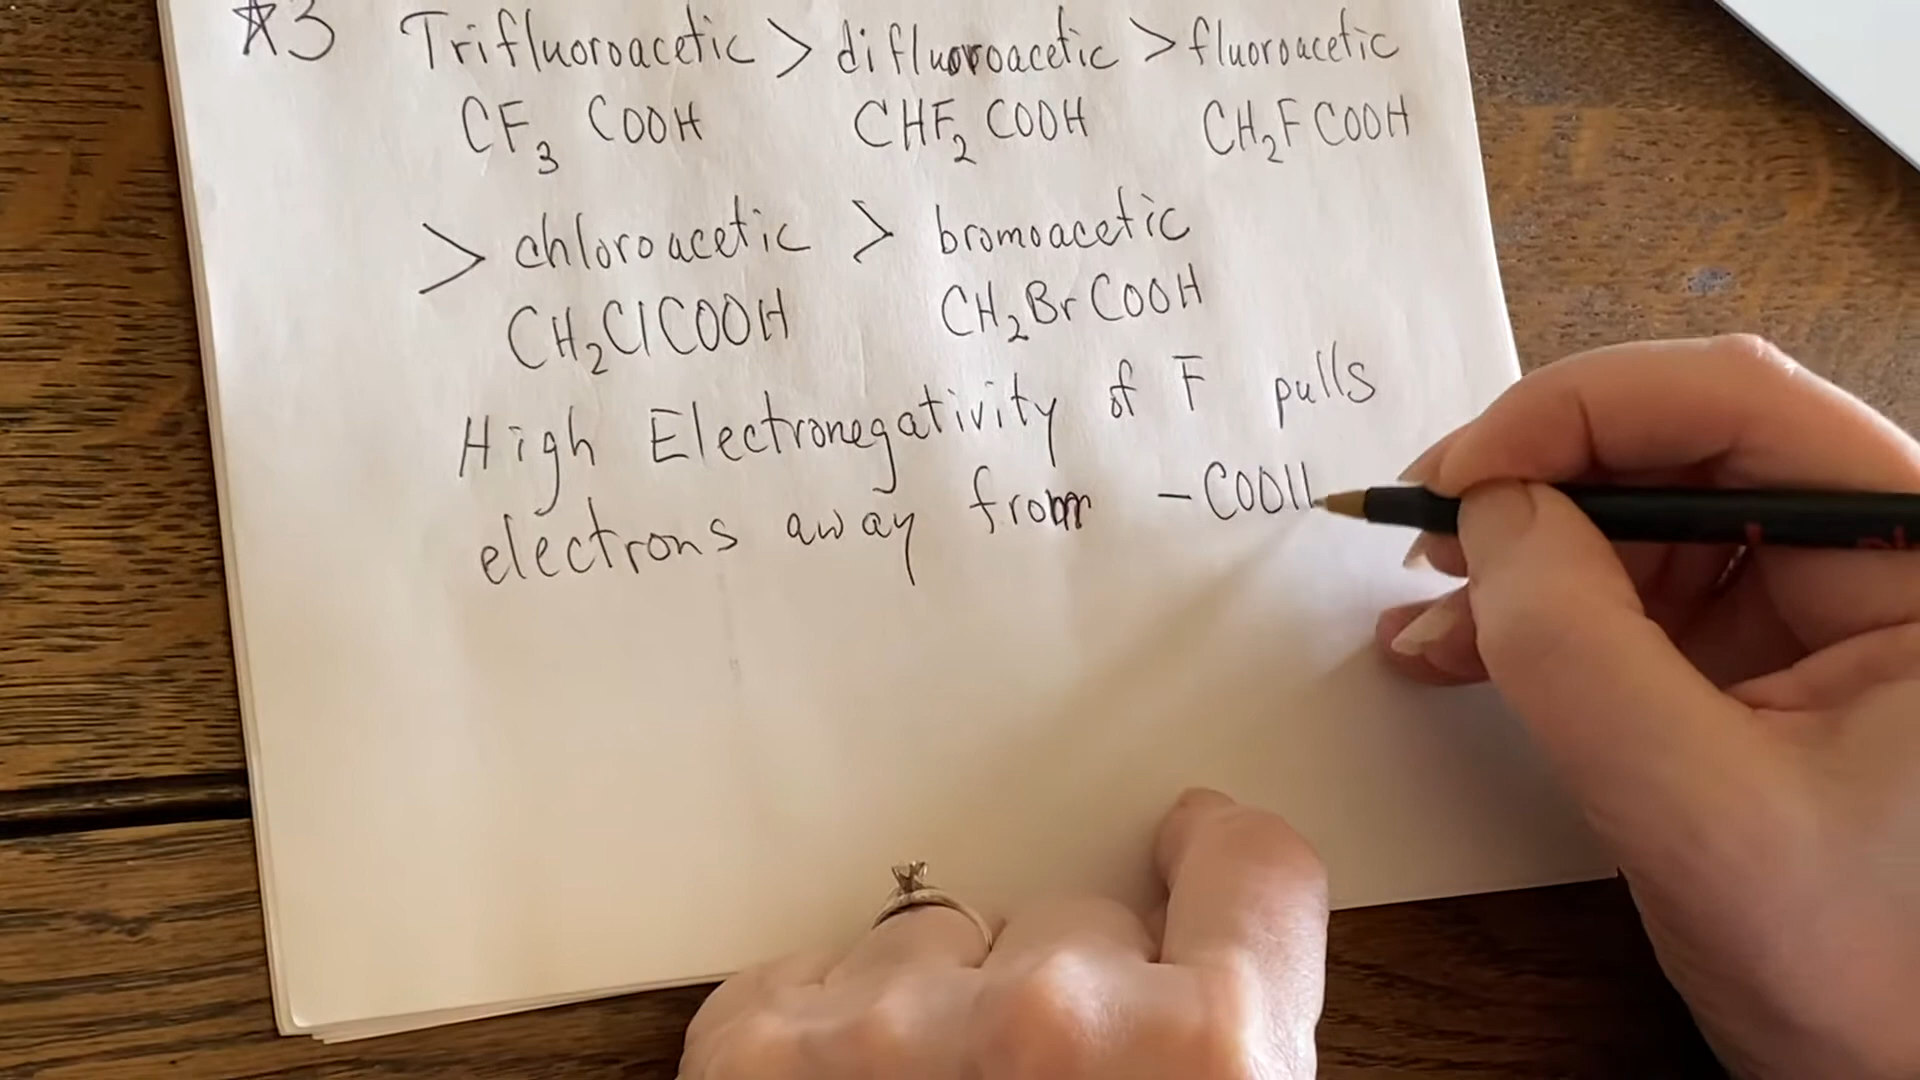 ☆3 Trifluoroacetic > difluoroacetic > fluoroacetic
CF₃ COOH CHF₂ COOH CH₂F COOH
> chloroacetic > bromoacetic
CH₂ClCOOH CH₂Br COOH
High Electronegativity of F pulls
electrons away from -COOH